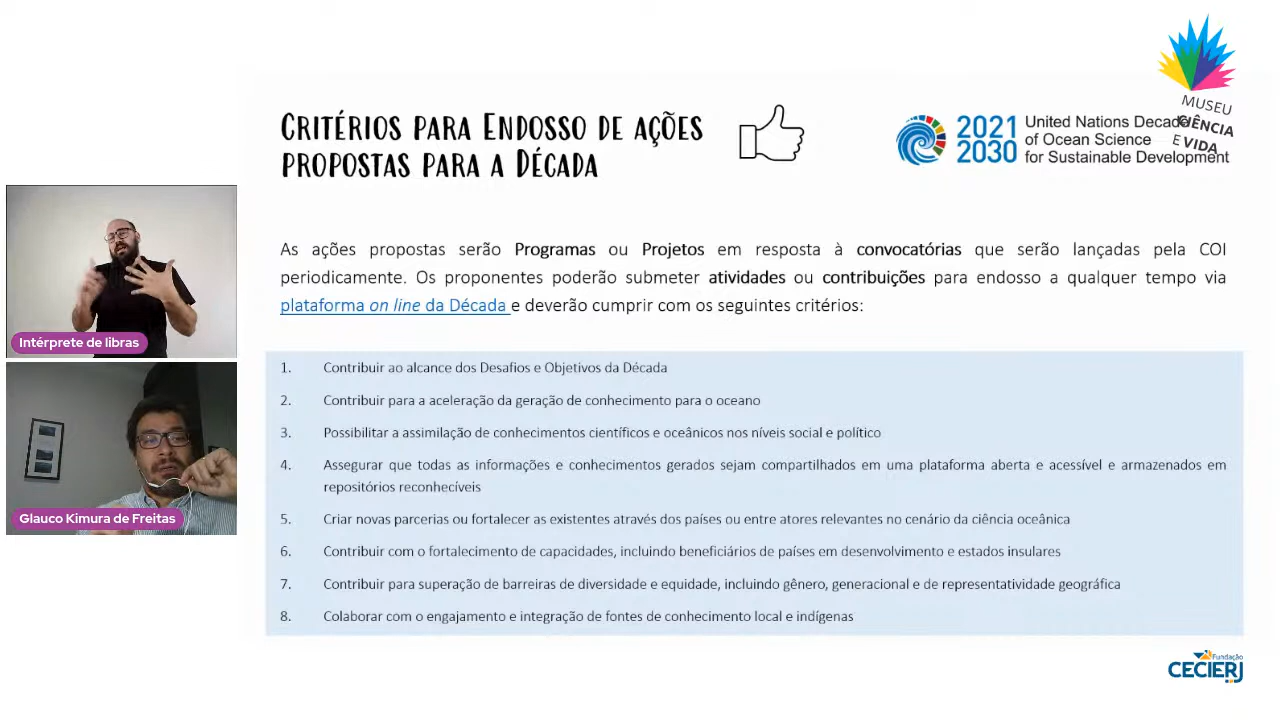 MUSEU
CIÊNCIA
E VIDA
CRITÉRIOS PARA ENDOSSO DE AÇÕES
PROPOSTAS PARA A DÉCADA
2021
2030
United Nations Decade
of Ocean Science
for Sustainable Development
As ações propostas serão Programas ou Projetos em resposta à convocatórias que serão lançadas pela COI
periodicamente. Os proponentes poderão submeter atividades ou contribuições para endosso a qualquer tempo via
plataforma on line da Década e deverão cumprir com os seguintes critérios:
Intérprete de libras
Glauco Kimura de Freitas
1. Contribuir ao alcance dos Desafios e Objetivos da Década
2. Contribuir para a aceleração da geração de conhecimento para o oceano
3. Possibilitar a assimilação de conhecimentos científicos e oceânicos nos níveis social e político
4. Assegurar que todas as informações e conhecimentos gerados sejam compartilhados em uma plataforma aberta e acessível e armazenados em
repositórios reconhecíveis
5. Criar novas parcerias ou fortalecer as existentes através dos países ou entre atores relevantes no cenário da ciência oceânica
6. Contribuir com o fortalecimento de capacidades, incluindo beneficiários de países em desenvolvimento e estados insulares
7. Contribuir para superação de barreiras de diversidade e equidade, incluindo gênero, generacional e de representatividade geográfica
8. Colaborar com o engajamento e integração de fontes de conhecimento local e indígenas
Fundação
CECIERJ